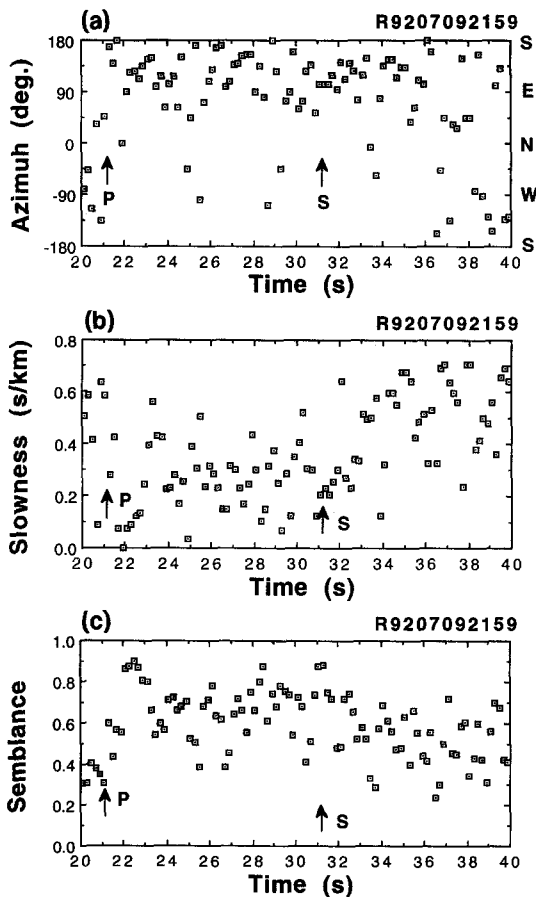 (a)
R9207092159
180
90
0
-90
-180
S
E
N
W
S
Azimuh (deg.)
P
S
20 22 24 26 28 30 32 34 36 38 40
Time (s)
(b)
R9207092159
0.8
0.6
0.4
0.2
0.0
Slowness (s/km)
P
S
20 22 24 26 28 30 32 34 36 38 40
Time (s)
(c)
R9207092159
1.0
0.8
0.6
0.4
0.2
0.0
Semblance
P
S
20 22 24 26 28 30 32 34 36 38 40
Time (s)